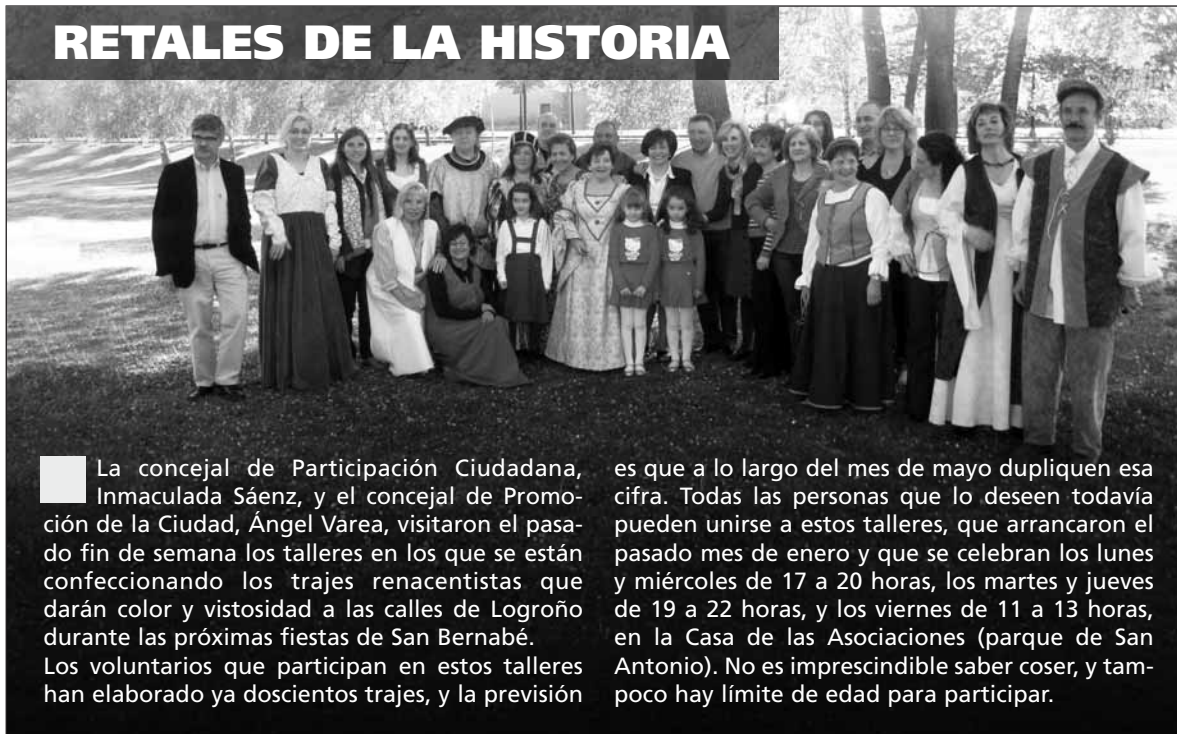 RETALES DE LA HISTORIA
La concejal de Participación Ciudadana,
Inmaculada Sáenz, y el concejal de Promo-
ción de la Ciudad, Ángel Varea, visitaron el pasa-
do fin de semana los talleres en los que se están
confeccionando los trajes renacentistas que
darán color y vistosidad a las calles de Logroño
durante las próximas fiestas de San Bernabé.
Los voluntarios que participan en estos talleres
han elaborado ya doscientos trajes, y la previsión
es que a lo largo del mes de mayo dupliquen esa
cifra. Todas las personas que lo deseen todavía
pueden unirse a estos talleres, que arrancaron el
pasado mes de enero y que se celebran los lunes
y miércoles de 17 a 20 horas, los martes y jueves
de 19 a 22 horas, y los viernes de 11 a 13 horas,
en la Casa de las Asociaciones (parque de San
Antonio). No es imprescindible saber coser, y tam-
poco hay límite de edad para participar.